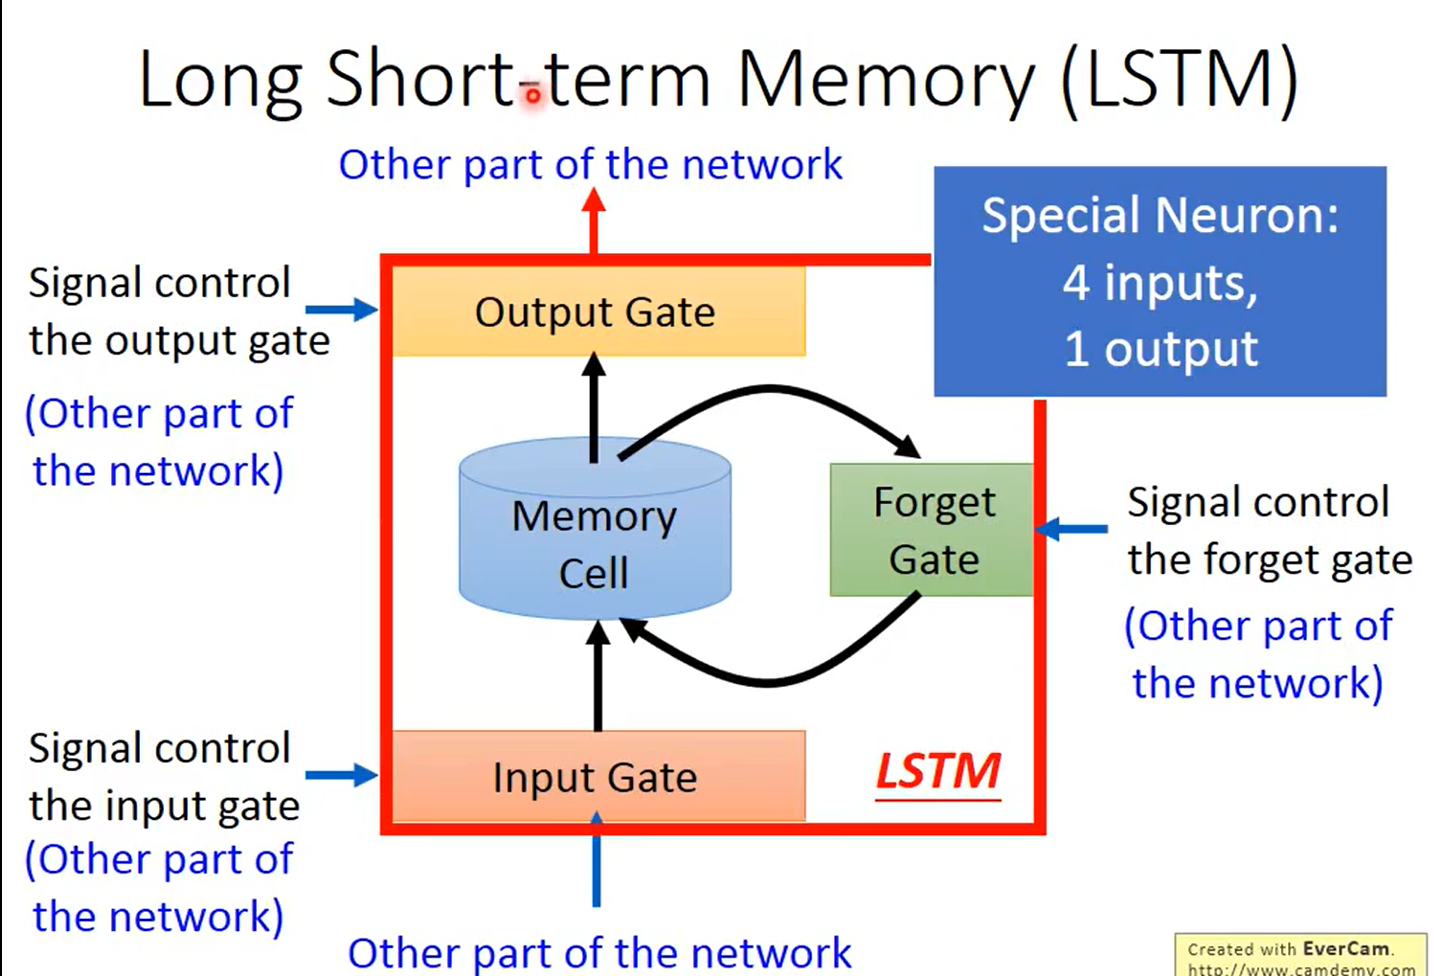 Long Short-term Memory (LSTM)
Other part of the network
Special Neuron:
4 inputs,
1 output
Signal control
the output gate
(Other part of
the network)
Output Gate
Memory
Cell
Forget
Gate
Signal control
the forget gate
(Other part of
the network)
Signal control
the input gate
(Other part of
the network)
Input Gate
LSTM
Other part of the network
Created with EverCam.
http://www.camdemy.com